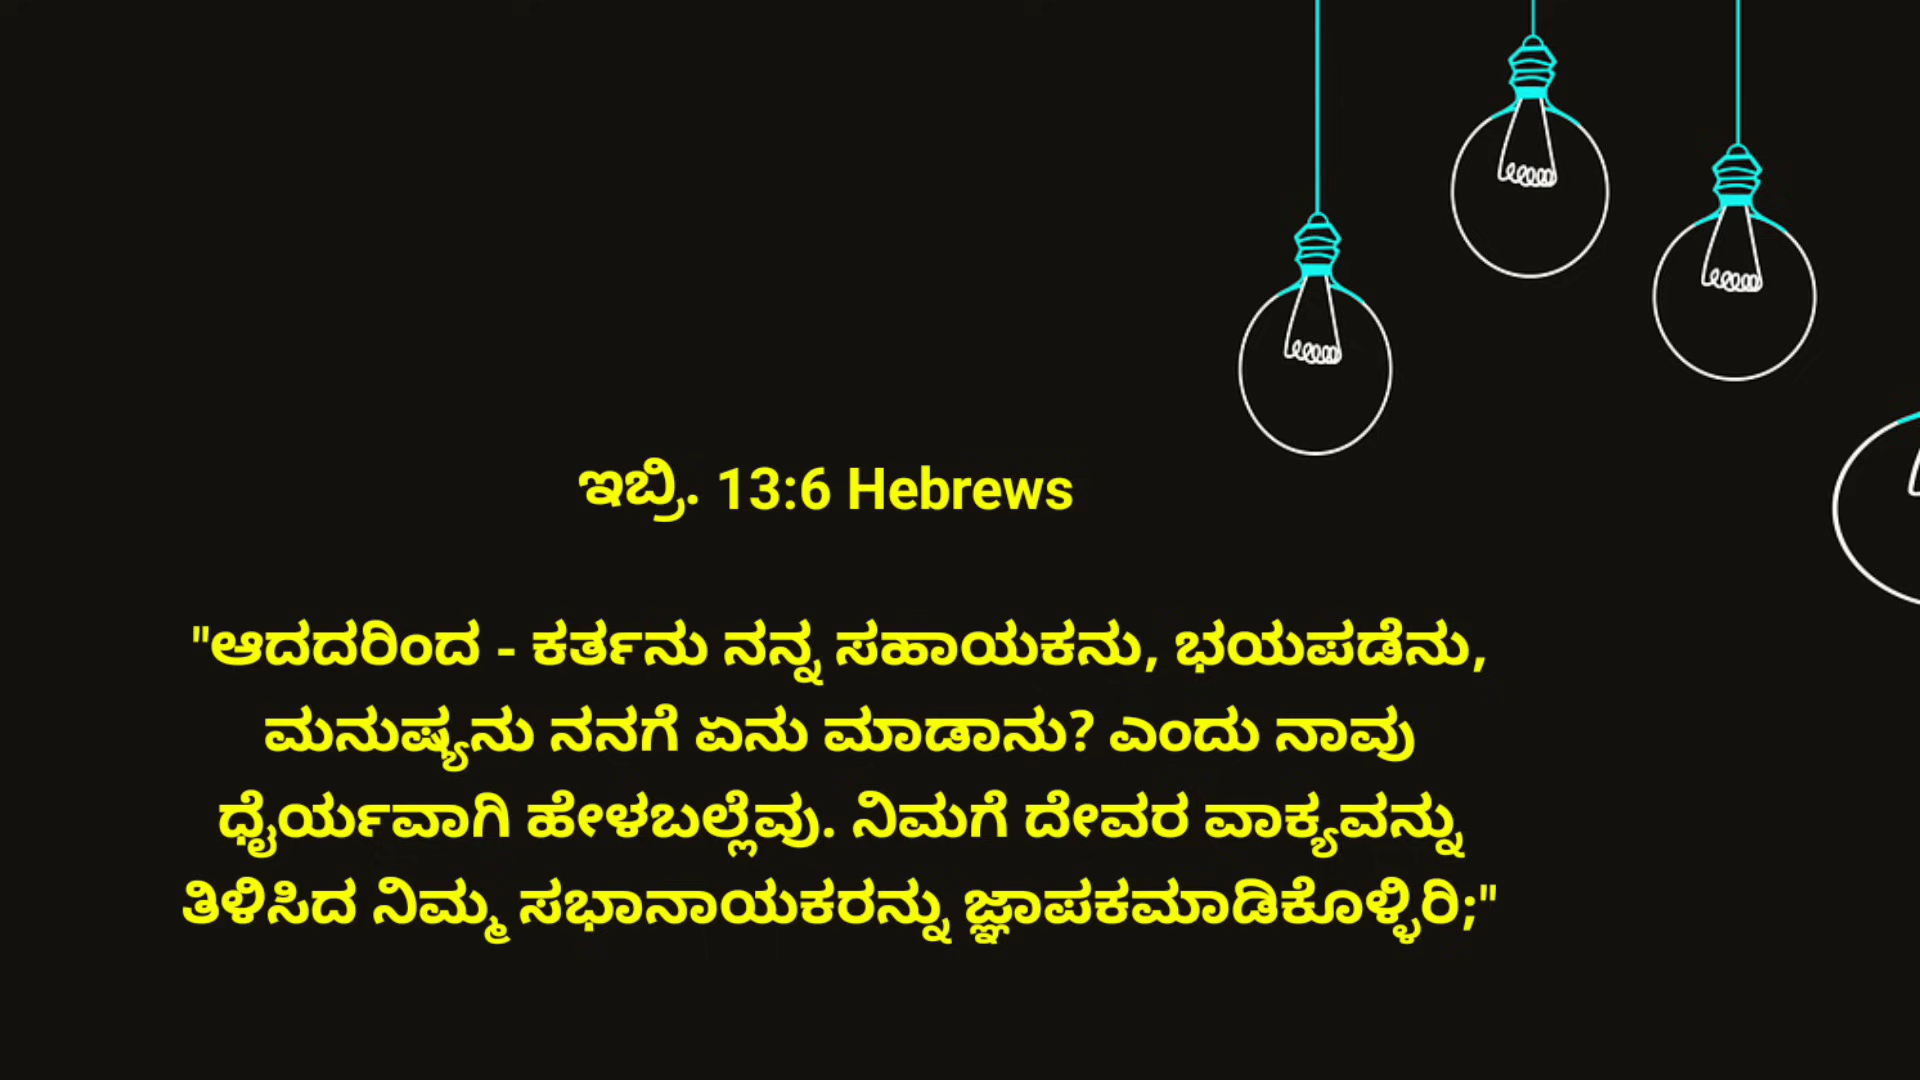 ಇಬ್ರಿ. 13:6 Hebrews
"ಆದದರಿಂದ - ಕರ್ತನು ನನ್ನ ಸಹಾಯಕನು, ಭಯಪಡೆನು,
ಮನುಷ್ಯನು ನನಗೆ ಏನು ಮಾಡಾನು? ಎಂದು ನಾವು
ಧೈರ್ಯವಾಗಿ ಹೇಳಬಲ್ಲೆವು. ನಿಮಗೆ ದೇವರ ವಾಕ್ಯವನ್ನು
ತಿಳಿಸಿದ ನಿಮ್ಮ ಸಭಾನಾಯಕರನ್ನು ಜ್ಞಾಪಕಮಾಡಿಕೊಳ್ಳಿರಿ;"